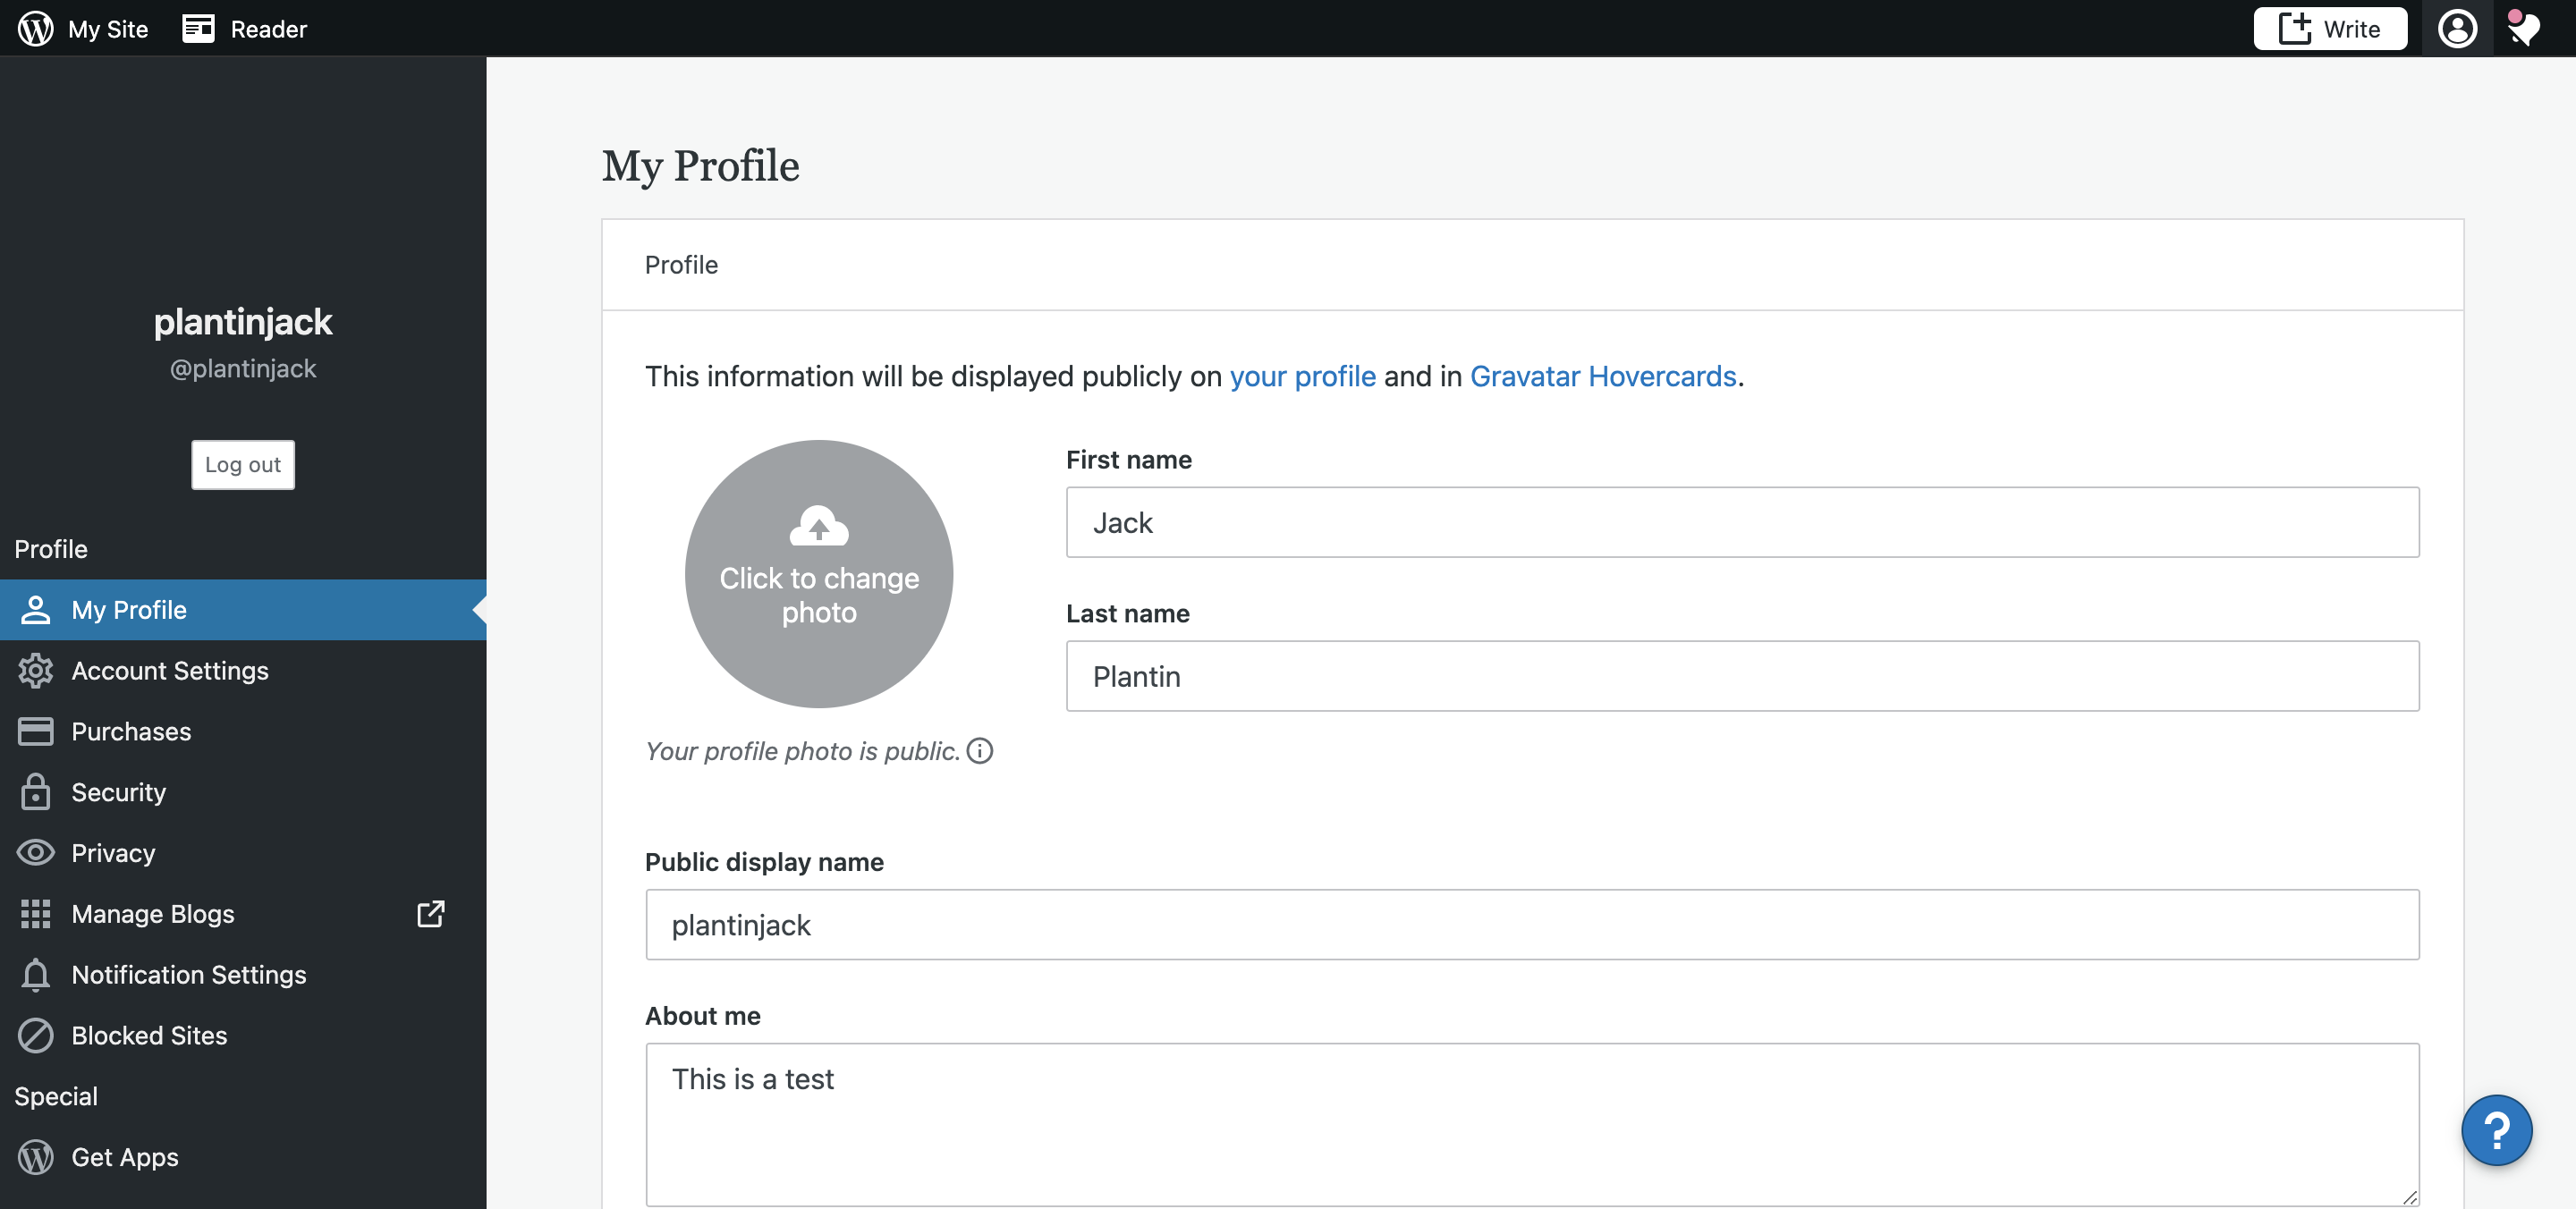 My Site
Reader
Write
plantinjack
@plantinjack
Log out
Profile
My Profile
Account Settings
Purchases
Security
Privacy
Manage Blogs
Notification Settings
Blocked Sites
Special
Get Apps
My Profile
Profile
This information will be displayed publicly on your profile and in Gravatar Hovercards.
Click to change
photo
Your profile photo is public.
First name
Jack
Last name
Plantin
Public display name
plantinjack
About me
This is a test
?